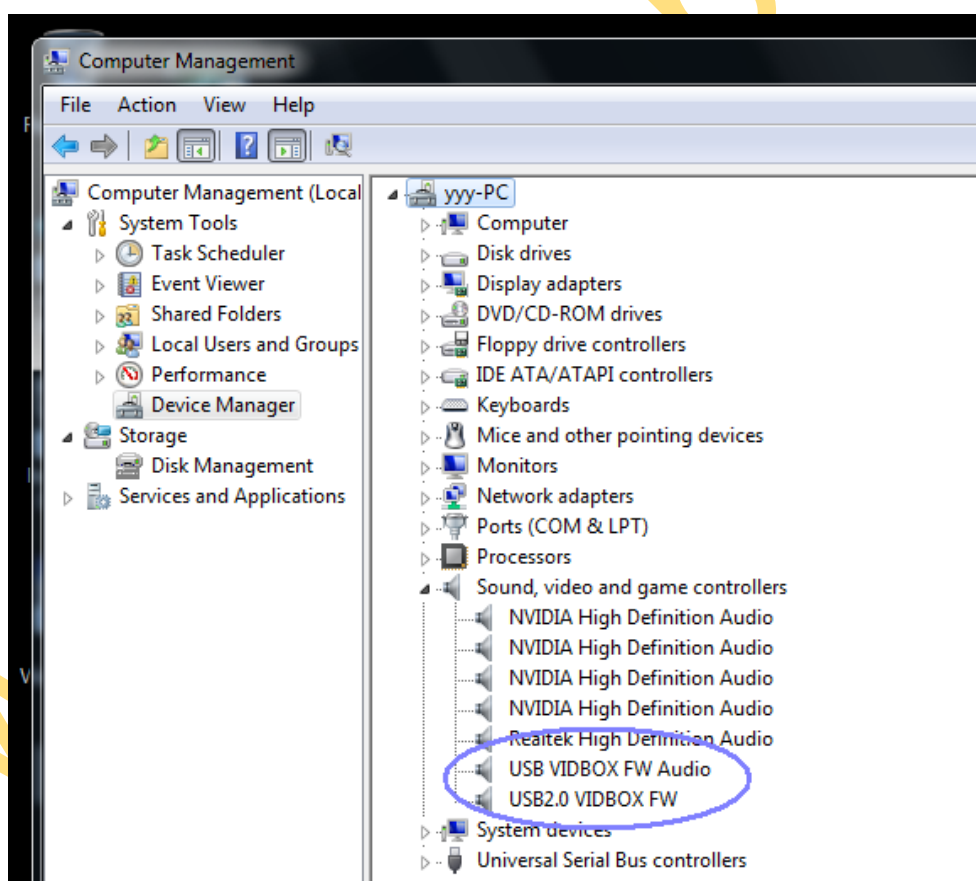 Computer Management
File Action View Help
Computer Management (Local
System Tools
Task Scheduler
Event Viewer
Shared Folders
Local Users and Groups
Performance
Device Manager
Storage
Disk Management
Services and Applications
yyy-PC
Computer
Disk drives
Display adapters
DVD/CD-ROM drives
Floppy drive controllers
IDE ATA/ATAPI controllers
Keyboards
Mice and other pointing devices
Monitors
Network adapters
Ports (COM & LPT)
Processors
Sound, video and game controllers
NVIDIA High Definition Audio
NVIDIA High Definition Audio
NVIDIA High Definition Audio
NVIDIA High Definition Audio
Realtek High Definition Audio
USB VIDBOX FW Audio
USB2.0 VIDBOX FW
System devices
Universal Serial Bus controllers